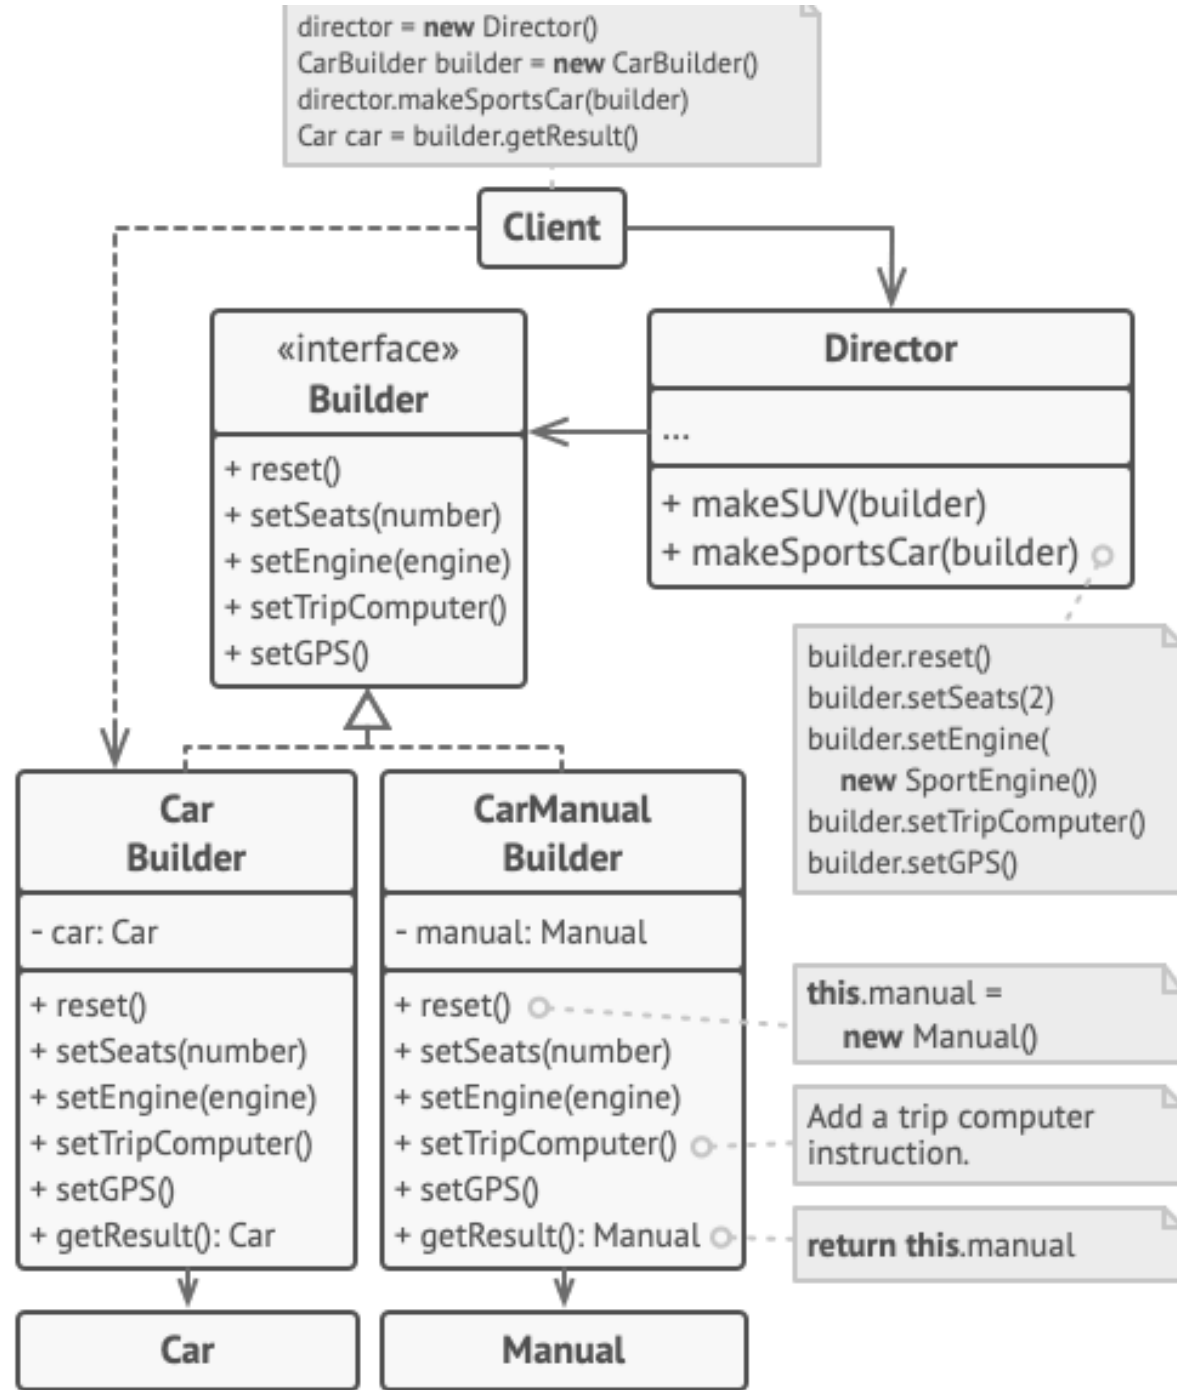 director = new Director()
CarBuilder builder = new CarBuilder()
director.makeSportsCar(builder)
Car car = builder.getResult()
Client
«interface»
Builder
+ reset()
+ setSeats(number)
+ setEngine(engine)
+ setTripComputer()
+ setGPS()
Director
...
+ makeSUV(builder)
+ makeSportsCar(builder)
builder.reset()
builder.setSeats(2)
builder.setEngine(
new SportEngine())
builder.setTripComputer()
builder.setGPS()
Car
Builder
- car: Car
+ reset()
+ setSeats(number)
+ setEngine(engine)
+ setTripComputer()
+ setGPS()
+ getResult(): Car
CarManual
Builder
- manual: Manual
+ reset()
+ setSeats(number)
+ setEngine(engine)
+ setTripComputer()
+ setGPS()
+ getResult(): Manual
this.manual =
new Manual()
Add a trip computer
instruction.
return this.manual
Car
Manual